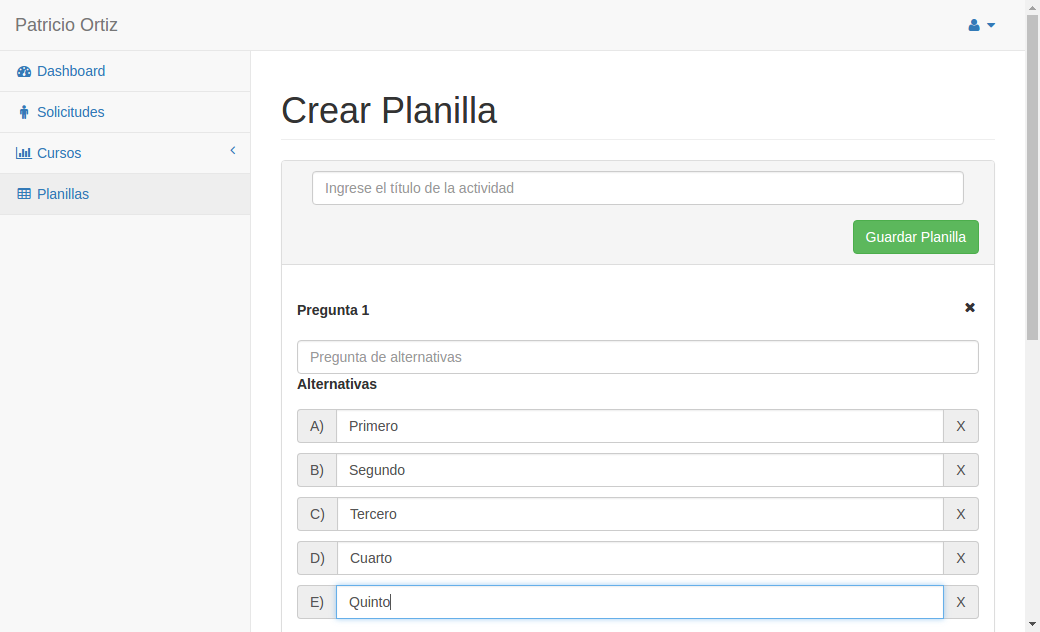 Patricio Ortiz
Dashboard
Solicitudes
Cursos
Planillas
Crear Planilla
Ingrese el título de la actividad
Guardar Planilla
Pregunta 1
Pregunta de alternativas
Alternativas
A) Primero X
B) Segundo X
C) Tercero X
D) Cuarto X
E) Quinto X